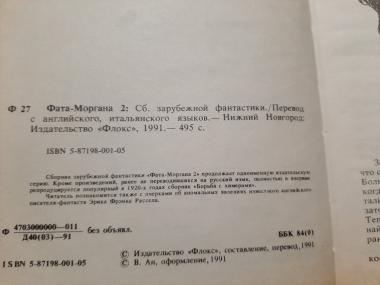 Ф 27 Фата-Моргана 2: Сб. зарубежной фантастики./Перевод
с английского, итальянского языков.— Нижний Новгород:
Издательство «Флокс», 1991.— 495 с.
ISBN 5-87198-001-05
Сборник зарубежной фантастики «Фата-Моргана 2» продолжает одноименную издательскую
серию. Кроме произведений, ранее не переводившихся на русский язык, полностью и впервые
репродуцируется популярный в 1920-х годах сборник «Борьба с химерами».
Читатель познакомится также с очерками об аномальных явлениях известного английского
писателя-фантаста Эрика Фрэнка Рассела.
Ф 4703000000—011
Д40(03)—91 без объявл.
ББК 84(0)
© Издательство «Флокс», составление, перевод, 1991
ISBN 5-87198-001-05 © В. Ан, оформление, 1991